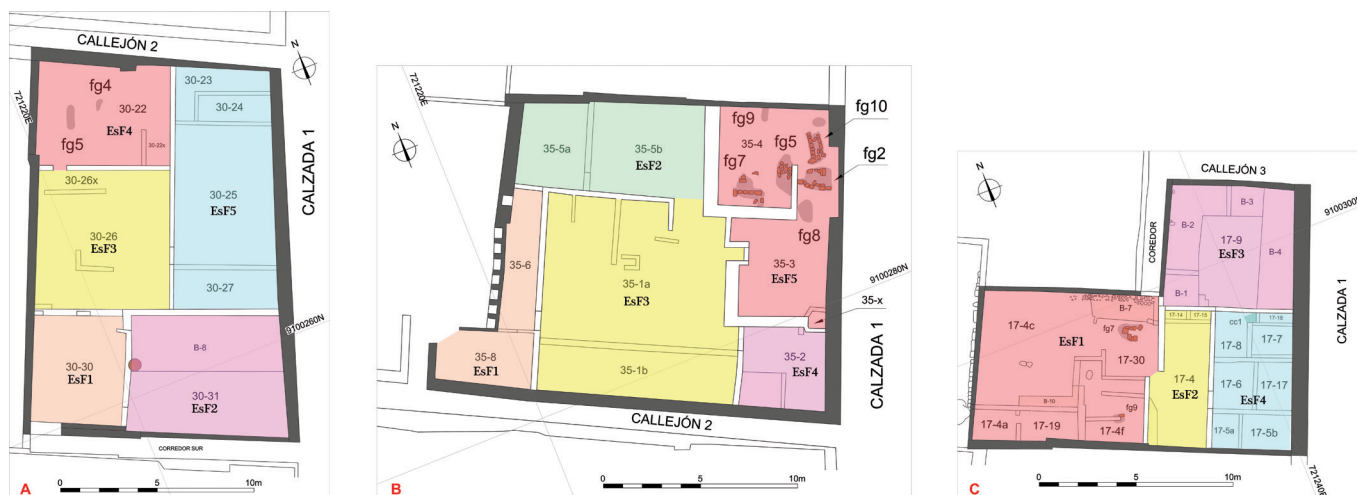 CALLEJÓN 2
N
721220E
fg4
30-22
EsF4
fg5
30-22x
30-23
30-24
30-25
EsF5
30-27
CALZADA 1
30-26x
30-26
EsF3
9100260N
30-30
EsF1
B-8
30-31
EsF2
CORREDOR SUR
A
0 5 10m
721220E
N
35-5a
35-5b
EsF2
fg9
35-4
fg5
fg7
fg10
fg2
fg8
35-6
35-1a
EsF3
35-3
EsF5
9100280N
35-x
35-8
EsF1
35-1b
35-2
EsF4
CALZADA 1
CALLEJÓN 2
B
0 5 10m
N
CALLEJÓN 3
COREDOR
9100300N
B-3
B-2
17-9
EsF3
B-4
B-1
CALZADA 1
B-7
17-4c
EsF1
fg7
17-30
17-14
17-15
cc1
17-18
17-8
17-7
17-4
EsF2
17-6
17-17
EsF4
B-10
fg9
17-4a
17-19
17-4f
17-5a
17-5b
721240E
C
0 5 10m